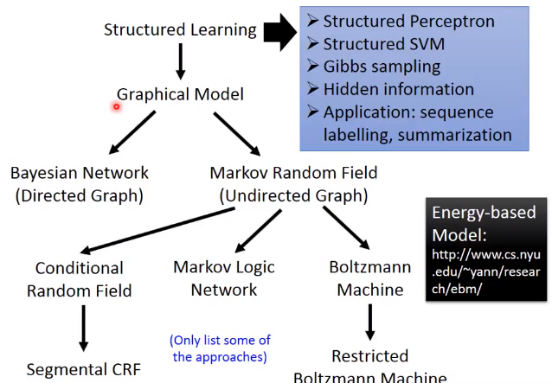 Structured Learning
➢ Structured Perceptron
➢ Structured SVM
➢ Gibbs sampling
➢ Hidden information
➢ Application: sequence
labelling, summarization
Graphical Model
Bayesian Network
(Directed Graph)
Markov Random Field
(Undirected Graph)
Energy-based
Model:
http://www.cs.nyu
.edu/~yann/resear
ch/ebm/
Conditional
Random Field
Markov Logic
Network
Boltzmann
Machine
(Only list some of
the approaches)
Segmental CRF
Restricted
Boltzmann Machine